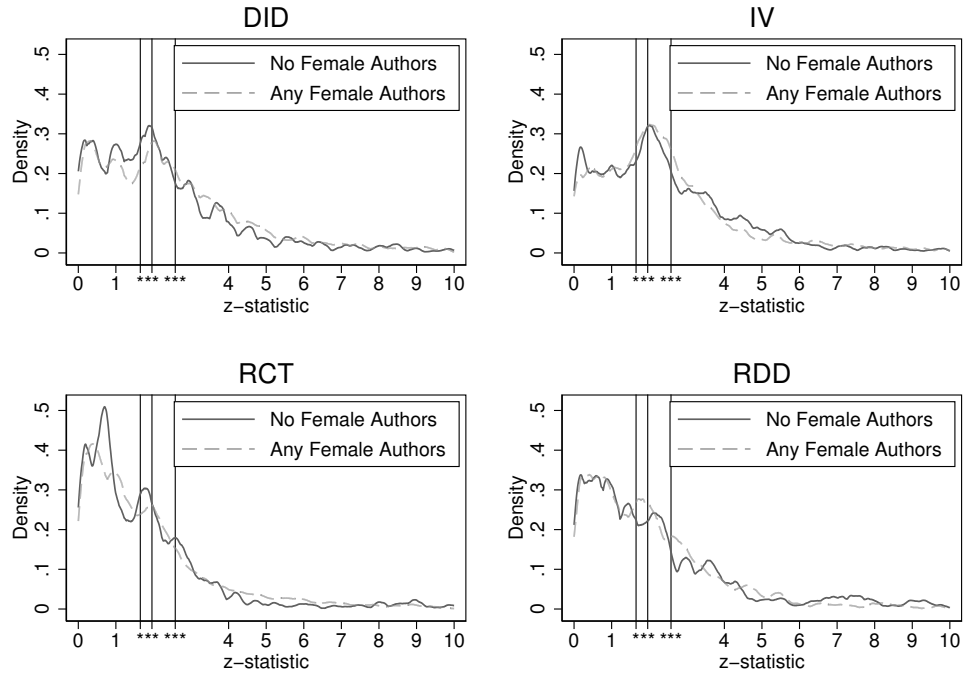 DID
No Female Authors
Any Female Authors
Density
.5
.4
.3
.2
.1
0
0 1 *** *** 4 5 6 7 8 9 10
z−statistic
IV
No Female Authors
Any Female Authors
Density
.5
.4
.3
.2
.1
0
0 1 *** *** 4 5 6 7 8 9 10
z−statistic
RCT
No Female Authors
Any Female Authors
Density
.5
.4
.3
.2
.1
0
0 1 *** *** 4 5 6 7 8 9 10
z−statistic
RDD
No Female Authors
Any Female Authors
Density
.5
.4
.3
.2
.1
0
0 1 *** *** 4 5 6 7 8 9 10
z−statistic